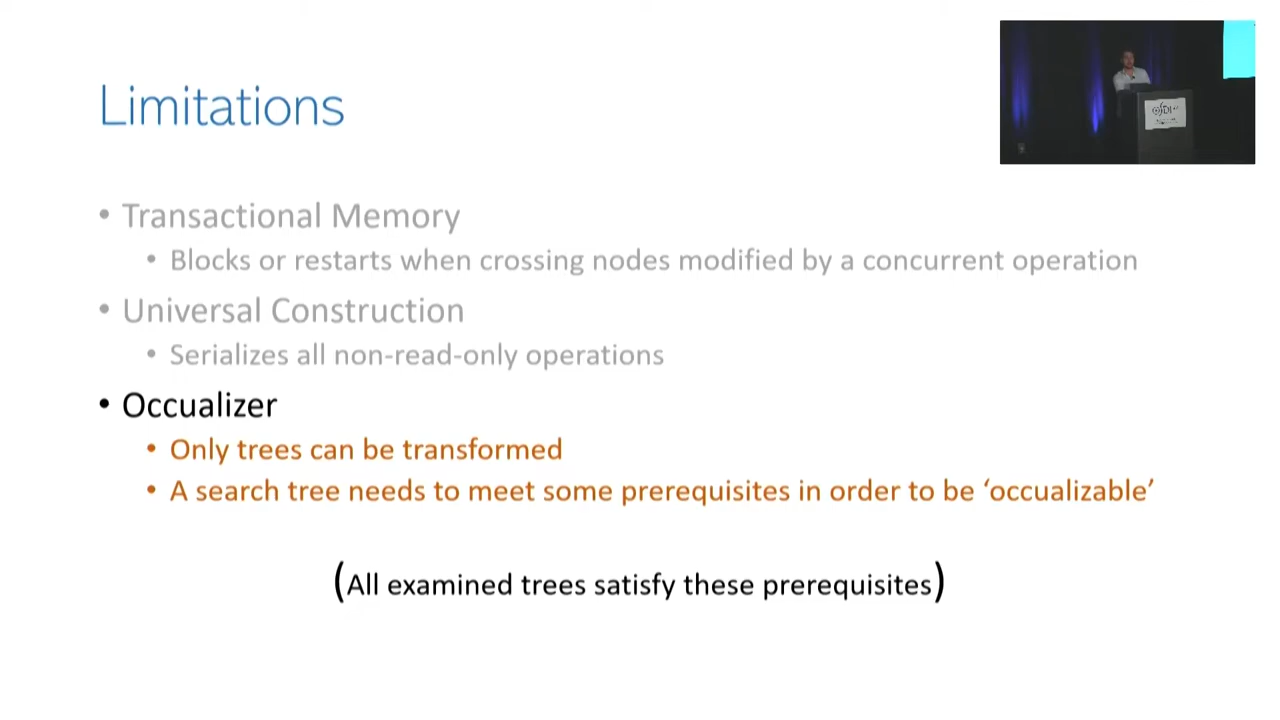 Limitations
• Transactional Memory
• Blocks or restarts when crossing nodes modified by a concurrent operation
• Universal Construction
• Serializes all non-read-only operations
• Occualizer
• Only trees can be transformed
• A search tree needs to meet some prerequisites in order to be ‘occualizable’
(All examined trees satisfy these prerequisites)